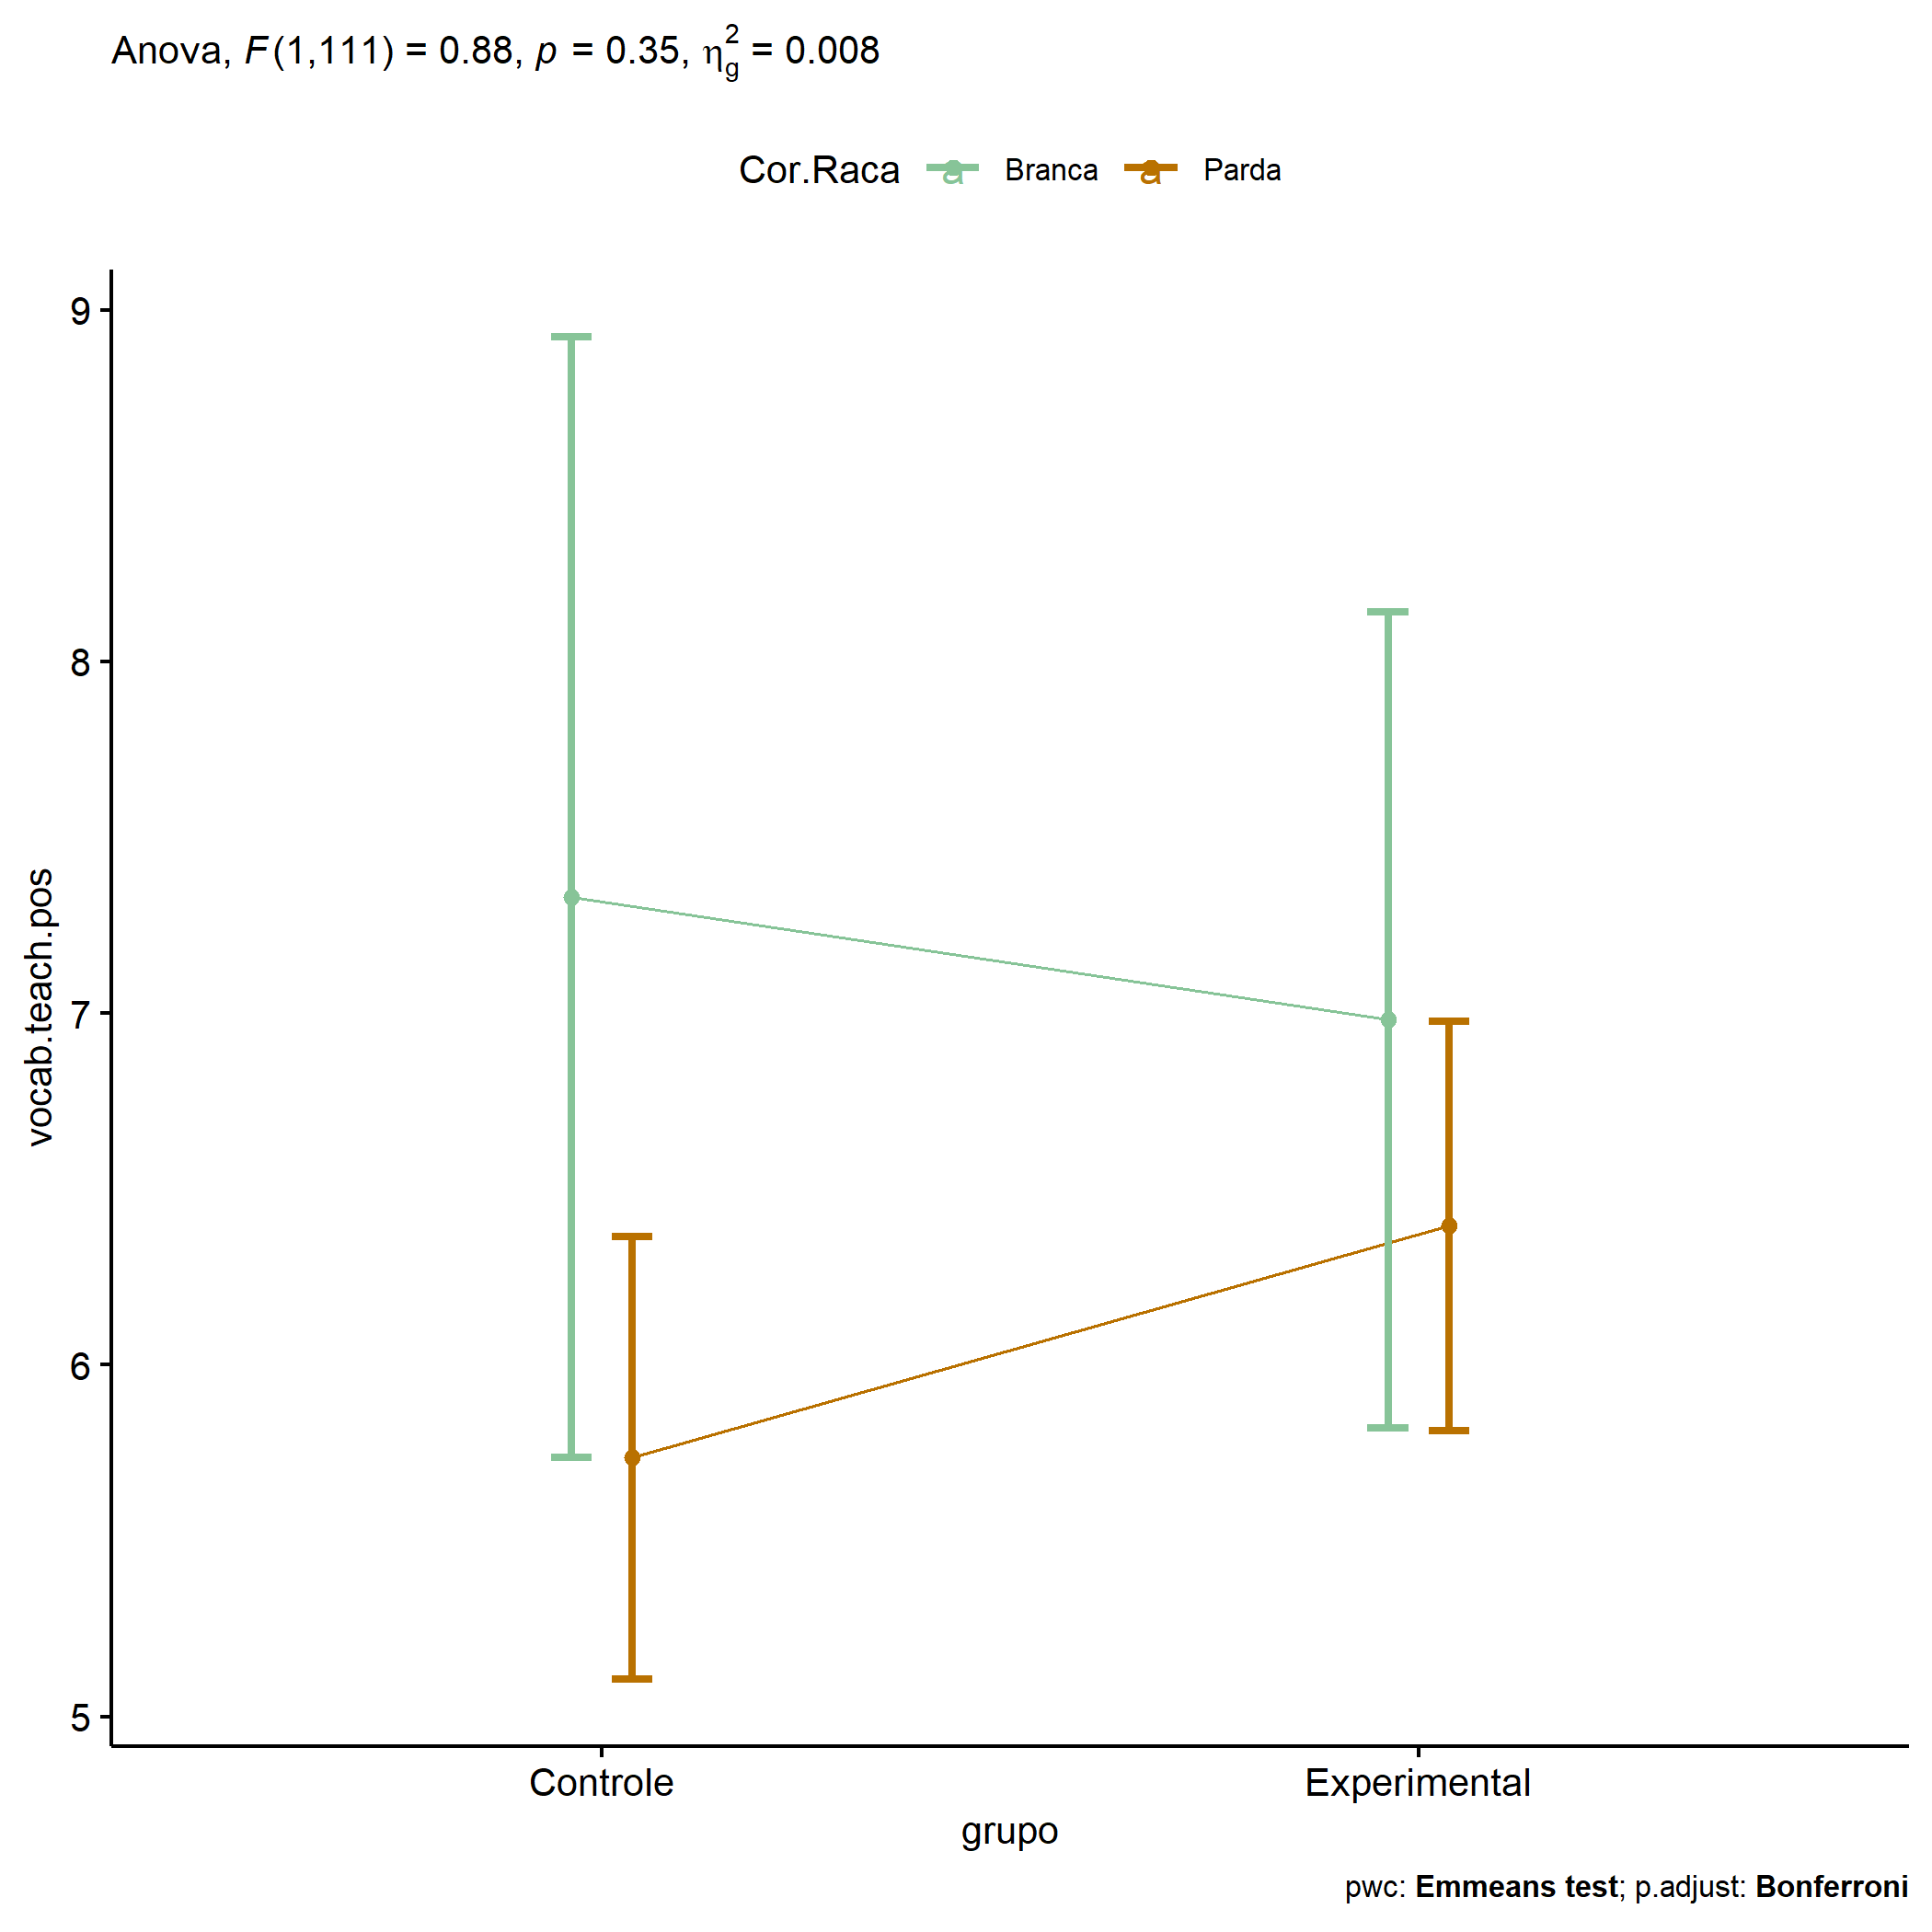 Anova, F(1,111) = 0.88, p = 0.35, η²g = 0.008
Cor.Raca a Branca a Parda
9
8
7
6
5
vocab.teach.pos
Controle Experimental
grupo
pwc: Emmeans test; p.adjust: Bonferroni